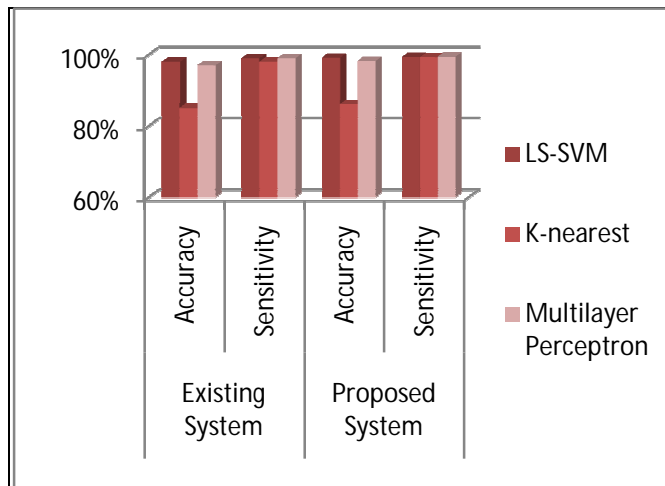 100%
80%
60%
Accuracy
Sensitivity
Accuracy
Sensitivity
Existing
System
Proposed
System
LS-SVM
K-nearest
Multilayer
Perceptron